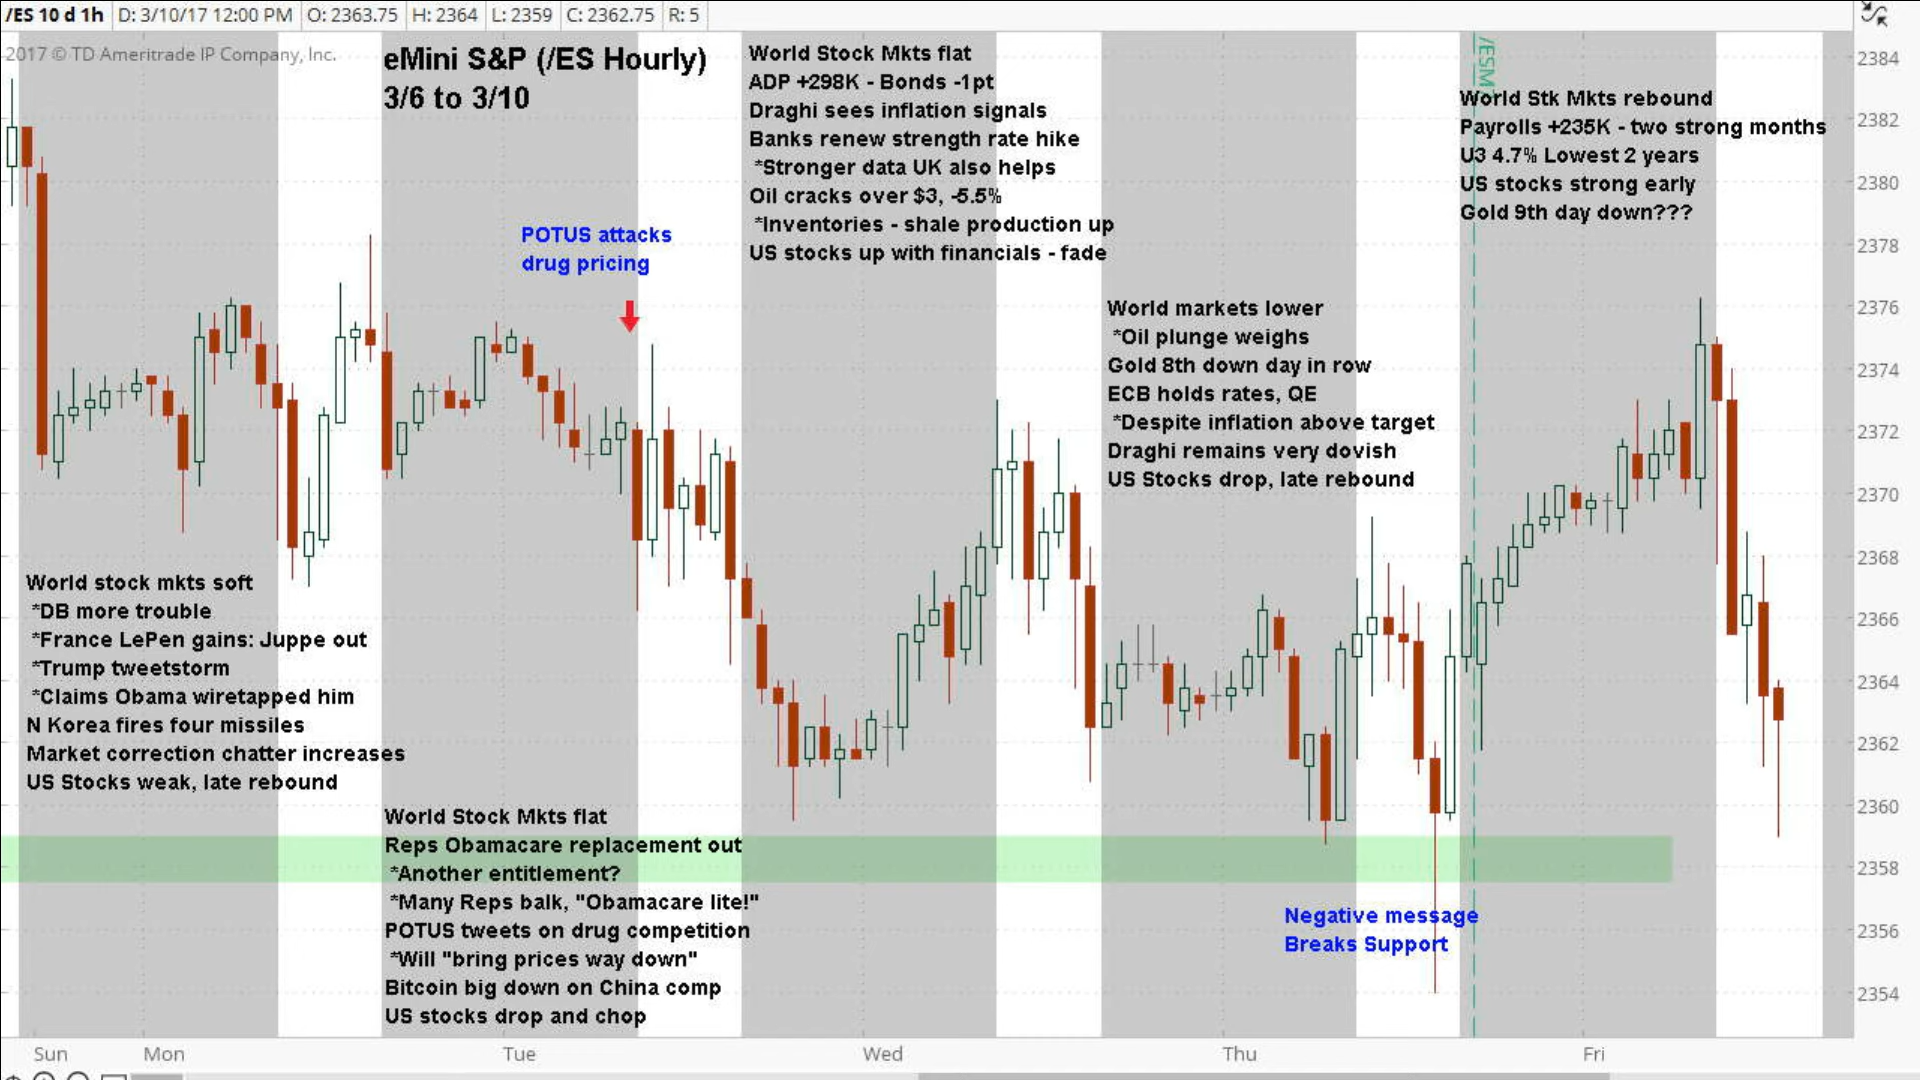 /ES 10 d 1h D: 3/10/17 12:00 PM O: 2363.75 H: 2364 L: 2359 C: 2362.75 R: 5
2017 © TD Ameritrade IP Company, Inc.
eMini S&P (/ES Hourly)
3/6 to 3/10
World Stock Mkts flat
ADP +298K - Bonds -1pt
Draghi sees inflation signals
Banks renew strength rate hike
*Stronger data UK also helps
Oil cracks over $3, -5.5%
*Inventories - shale production up
US stocks up with financials - fade
/ESM
World Stk Mkts rebound
Payrolls +235K - two strong months
U3 4.7% Lowest 2 years
US stocks strong early
Gold 9th day down???
POTUS attacks
drug pricing
World markets lower
*Oil plunge weighs
Gold 8th down day in row
ECB holds rates, QE
*Despite inflation above target
Draghi remains very dovish
US Stocks drop, late rebound
World stock mkts soft
*DB more trouble
*France LePen gains: Juppe out
*Trump tweetstorm
*Claims Obama wiretapped him
N Korea fires four missiles
Market correction chatter increases
US Stocks weak, late rebound
World Stock Mkts flat
Reps Obamacare replacement out
*Another entitlement?
*Many Reps balk, "Obamacare lite!"
POTUS tweets on drug competition
*Will "bring prices way down"
Bitcoin big down on China comp
US stocks drop and chop
Negative message
Breaks Support
2384
2382
2380
2378
2376
2374
2372
2370
2368
2366
2364
2362
2360
2358
2356
2354
Sun Mon Tue Wed Thu Fri